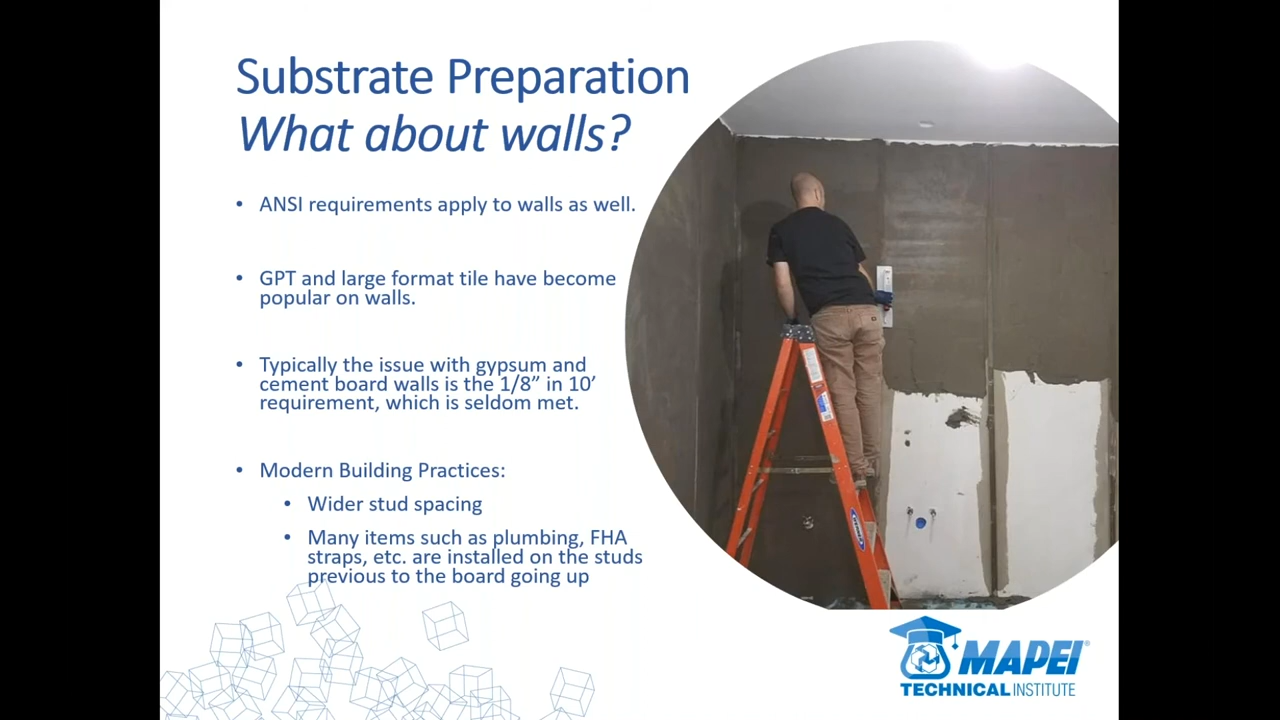 Substrate Preparation
What about walls?
• ANSI requirements apply to walls as well.
• GPT and large format tile have become
popular on walls.
• Typically the issue with gypsum and
cement board walls is the 1/8” in 10’
requirement, which is seldom met.
• Modern Building Practices:
• Wider stud spacing
• Many items such as plumbing, FHA
straps, etc. are installed on the studs
previous to the board going up
MAPEI®
TECHNICAL INSTITUTE